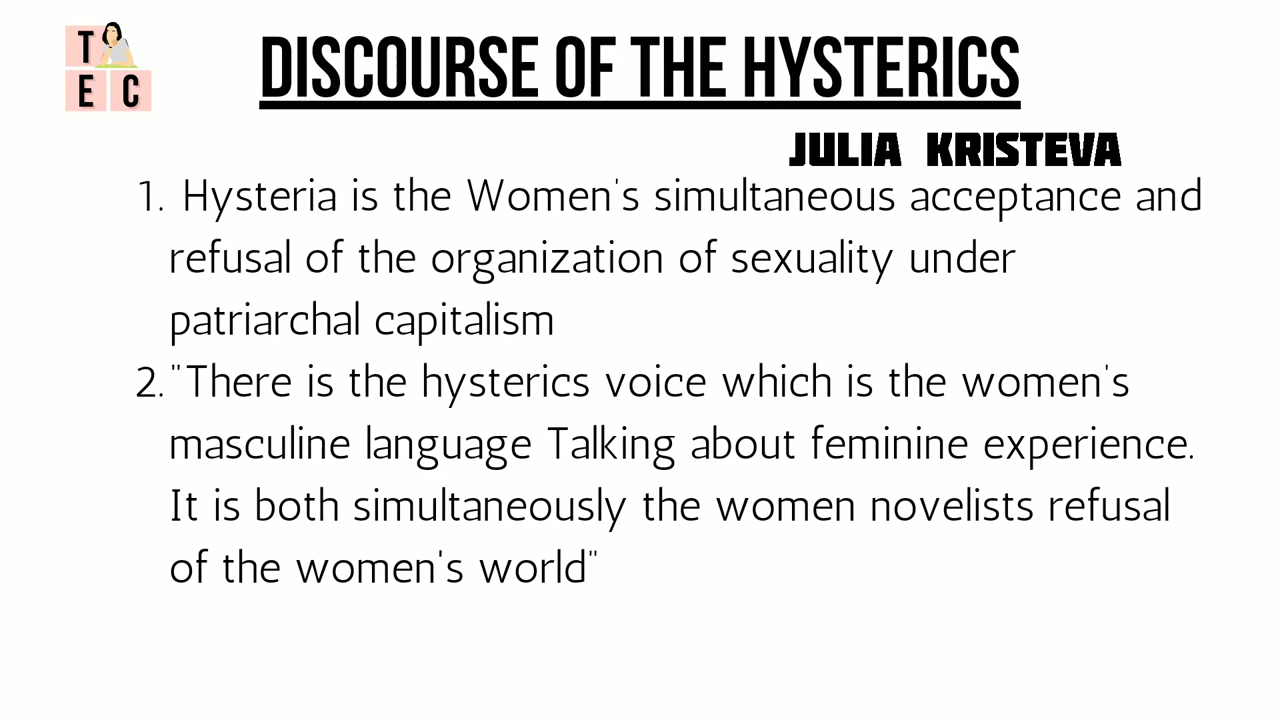 T
E C
DISCOURSE OF THE HYSTERICS
JULIA KRISTEVA
1. Hysteria is the Women's simultaneous acceptance and
refusal of the organization of sexuality under
patriarchal capitalism
2."There is the hysterics voice which is the women's
masculine language Talking about feminine experience.
It is both simultaneously the women novelists refusal
of the women's world"